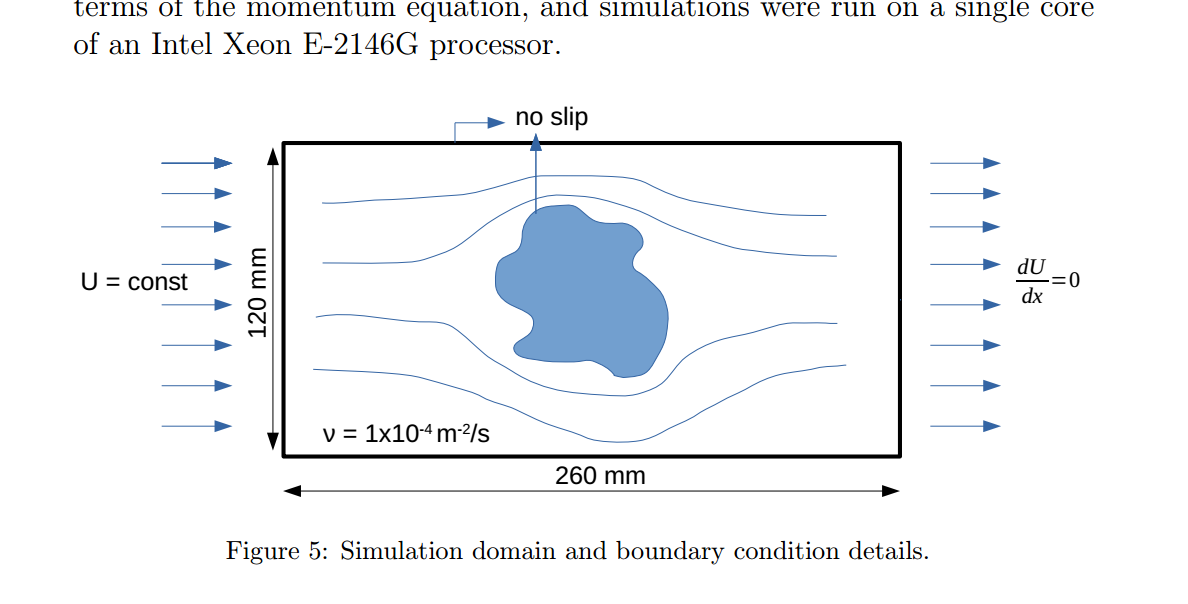 terms of the momentum equation, and simulations were run on a single core
of an Intel Xeon E-2146G processor.
no slip
U = const
120 mm
dU/dx=0
ν = 1x10⁻⁴ m⁻²/s
260 mm
Figure 5: Simulation domain and boundary condition details.